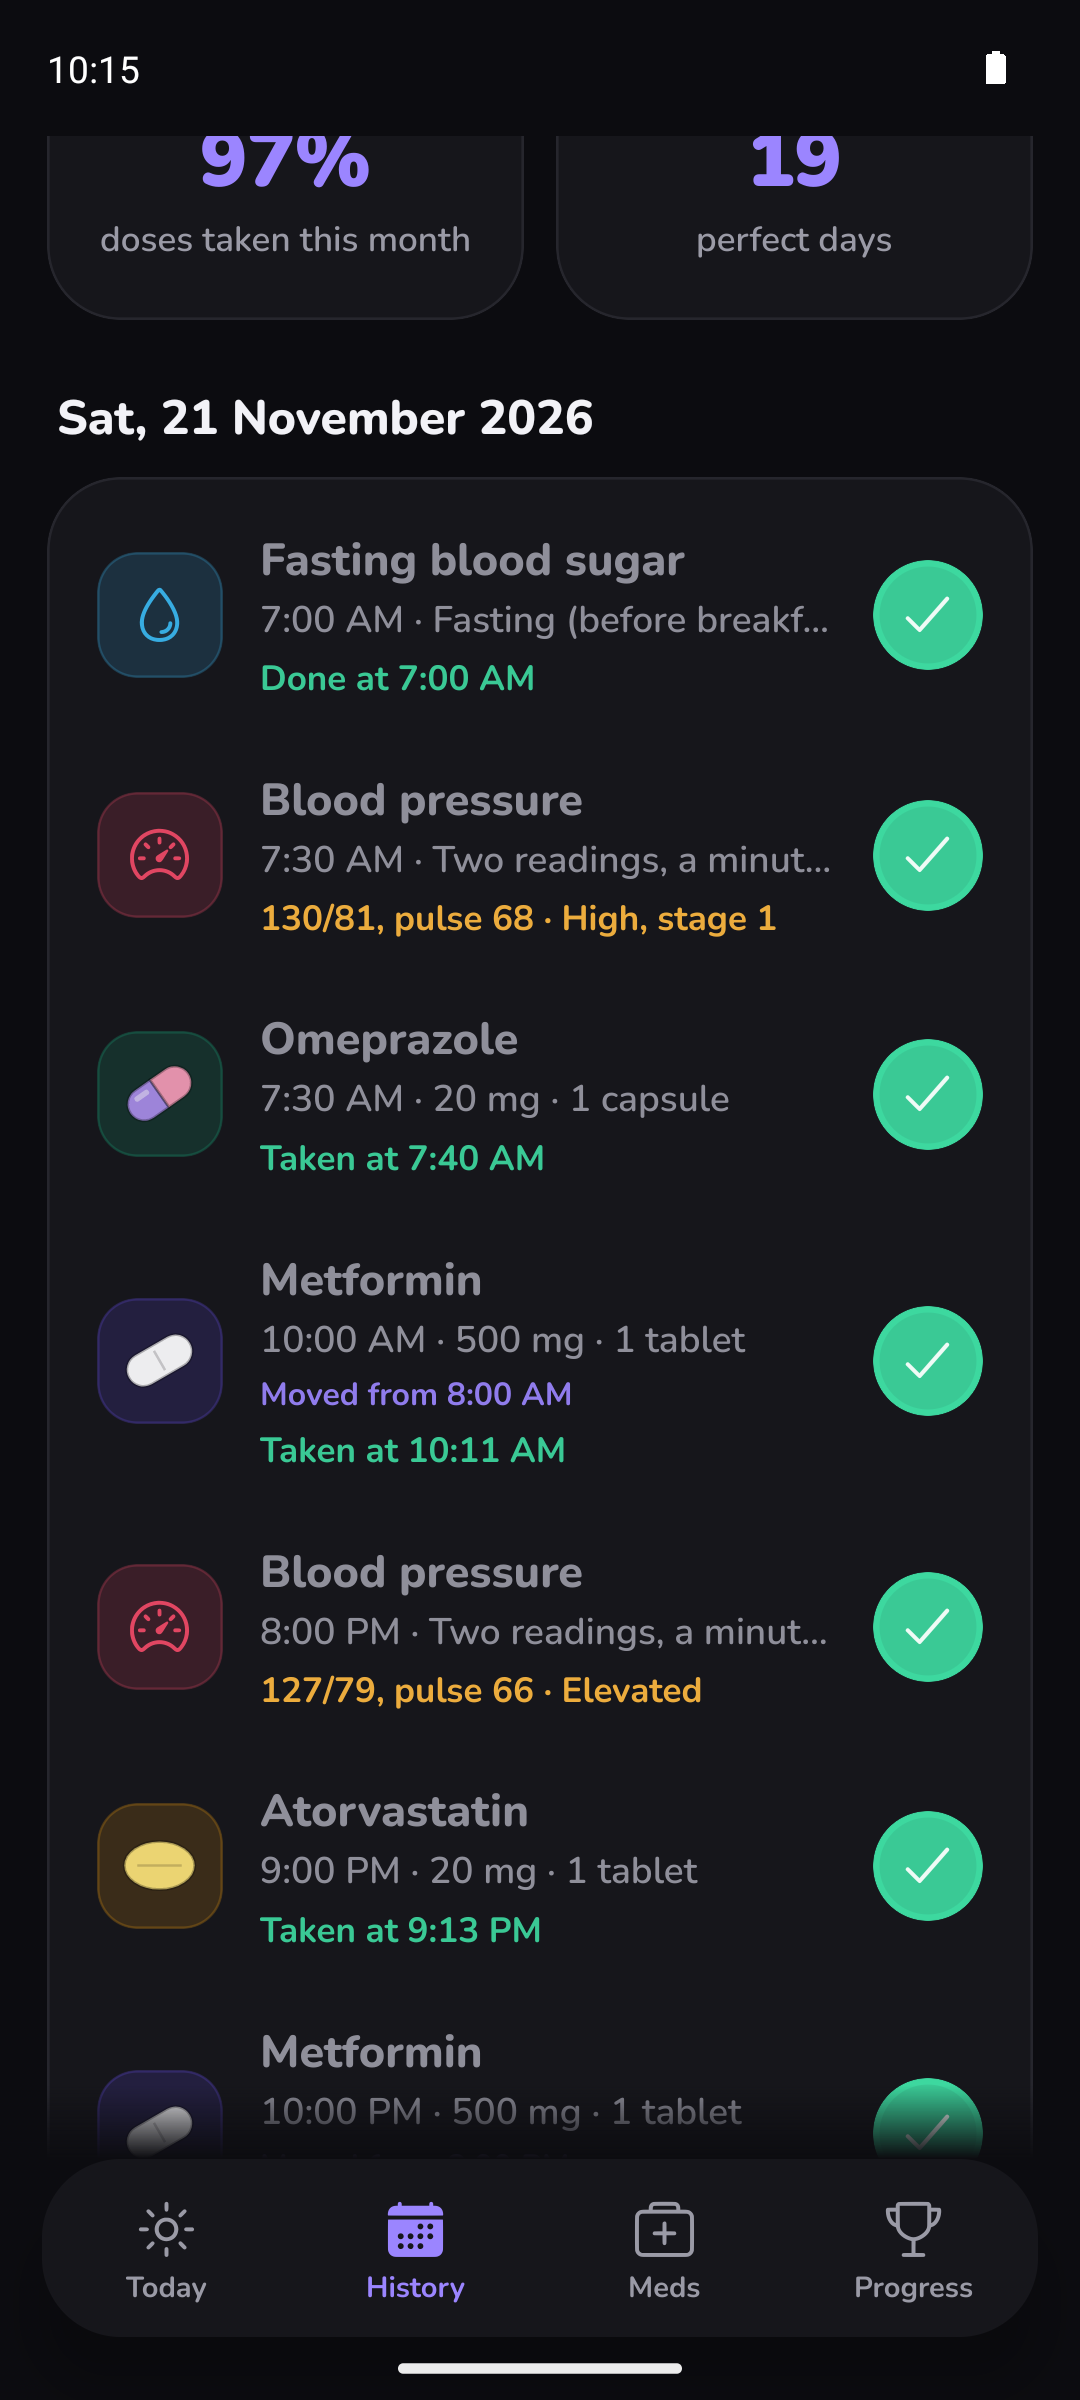 10:15
97%
19
doses taken this month
perfect days
Sat, 21 November 2026
Fasting blood sugar
7:00 AM · Fasting (before breakf...
Done at 7:00 AM
Blood pressure
7:30 AM · Two readings, a minut...
130/81, pulse 68 · High, stage 1
Omeprazole
7:30 AM · 20 mg · 1 capsule
Taken at 7:40 AM
Metformin
10:00 AM · 500 mg · 1 tablet
Moved from 8:00 AM
Taken at 10:11 AM
Blood pressure
8:00 PM · Two readings, a minut...
127/79, pulse 66 · Elevated
Atorvastatin
9:00 PM · 20 mg · 1 tablet
Taken at 9:13 PM
Metformin
10:00 PM · 500 mg · 1 tablet
Today
History
Meds
Progress